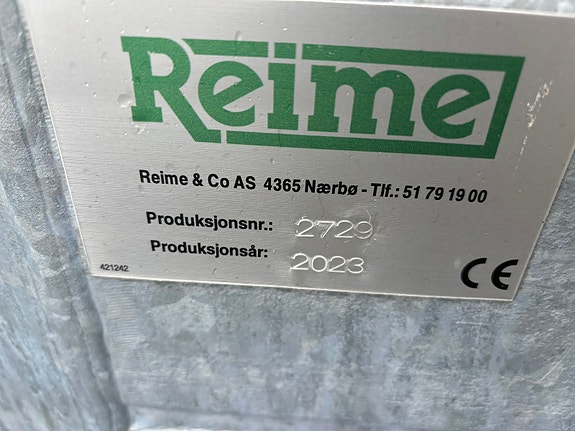 Reime
Reime & Co AS 4365 Nærbø - Tlf.: 51 79 19 00
Produksjonsnr.: 2729
Produksjonsår: 2023
421242
CE